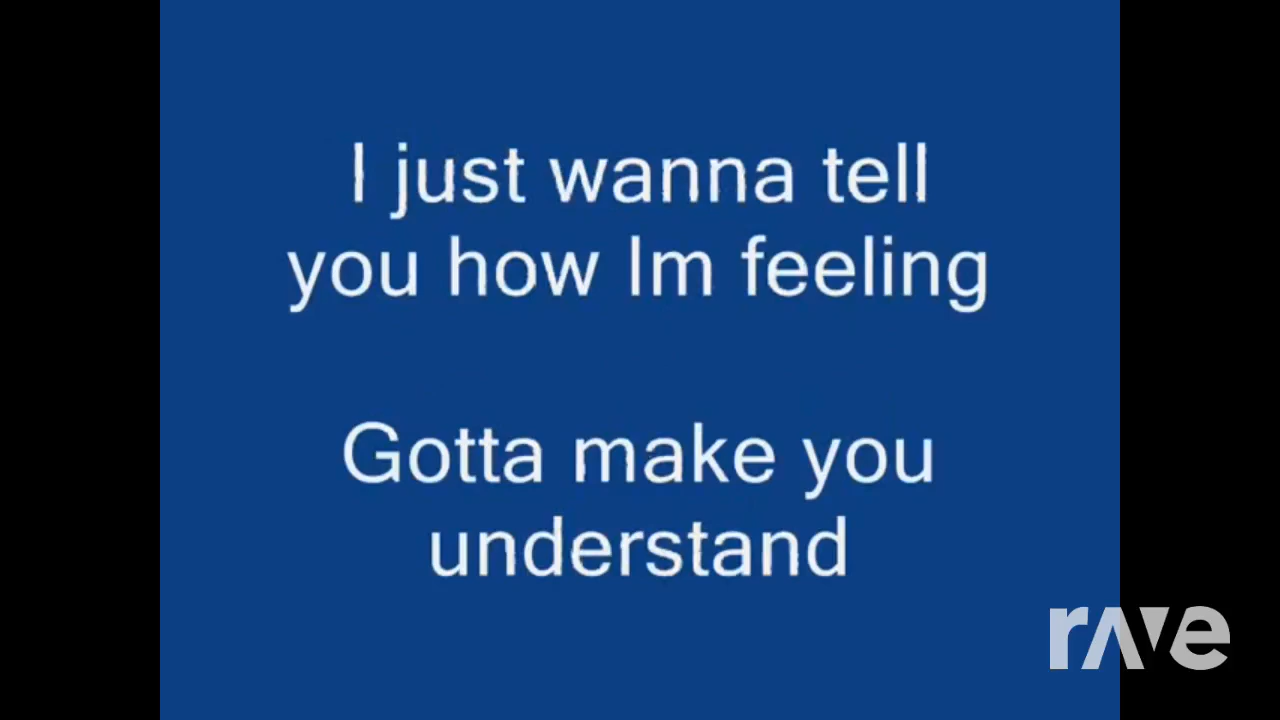 I just wanna tell
you how Im feeling
Gotta make you
understand
rave